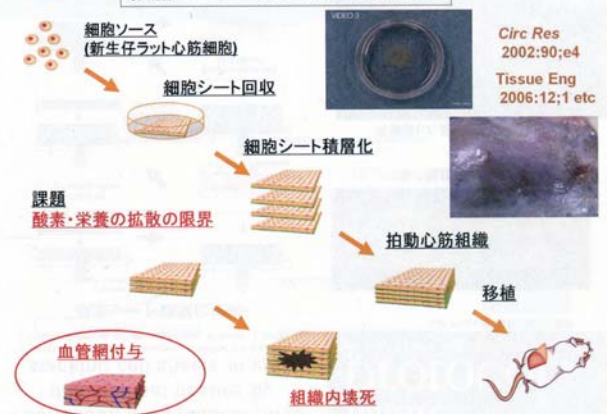 細胞ソース
(新生仔ラット心筋細胞)
細胞シート回収
細胞シート積層化
VIDEO 3
Circ Res
2002:90;e4
Tissue Eng
2006:12;1 etc
課題
酸素・栄養の拡散の限界
拍動心筋組織
移植
血管網付与
組織内壊死